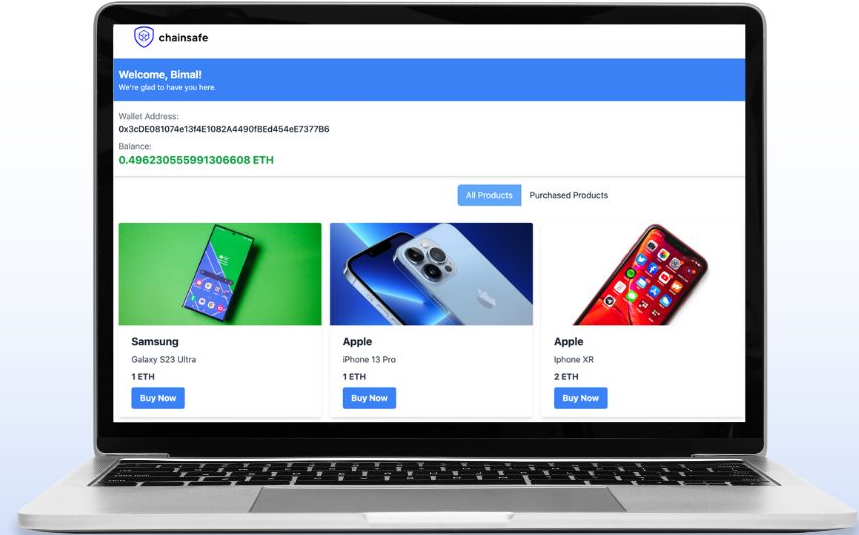 chainsafe
Welcome, Bimal!
We're glad to have you here.
Wallet Address:
0x3cDE081074e13f4E1082A4490fBEd454eE7377B6
Balance:
0.496230555991306608 ETH
All Products Purchased Products
Samsung
Galaxy S23 Ultra
1 ETH
Buy Now
Apple
iPhone 13 Pro
1 ETH
Buy Now
Apple
Iphone XR
2 ETH
Buy Now